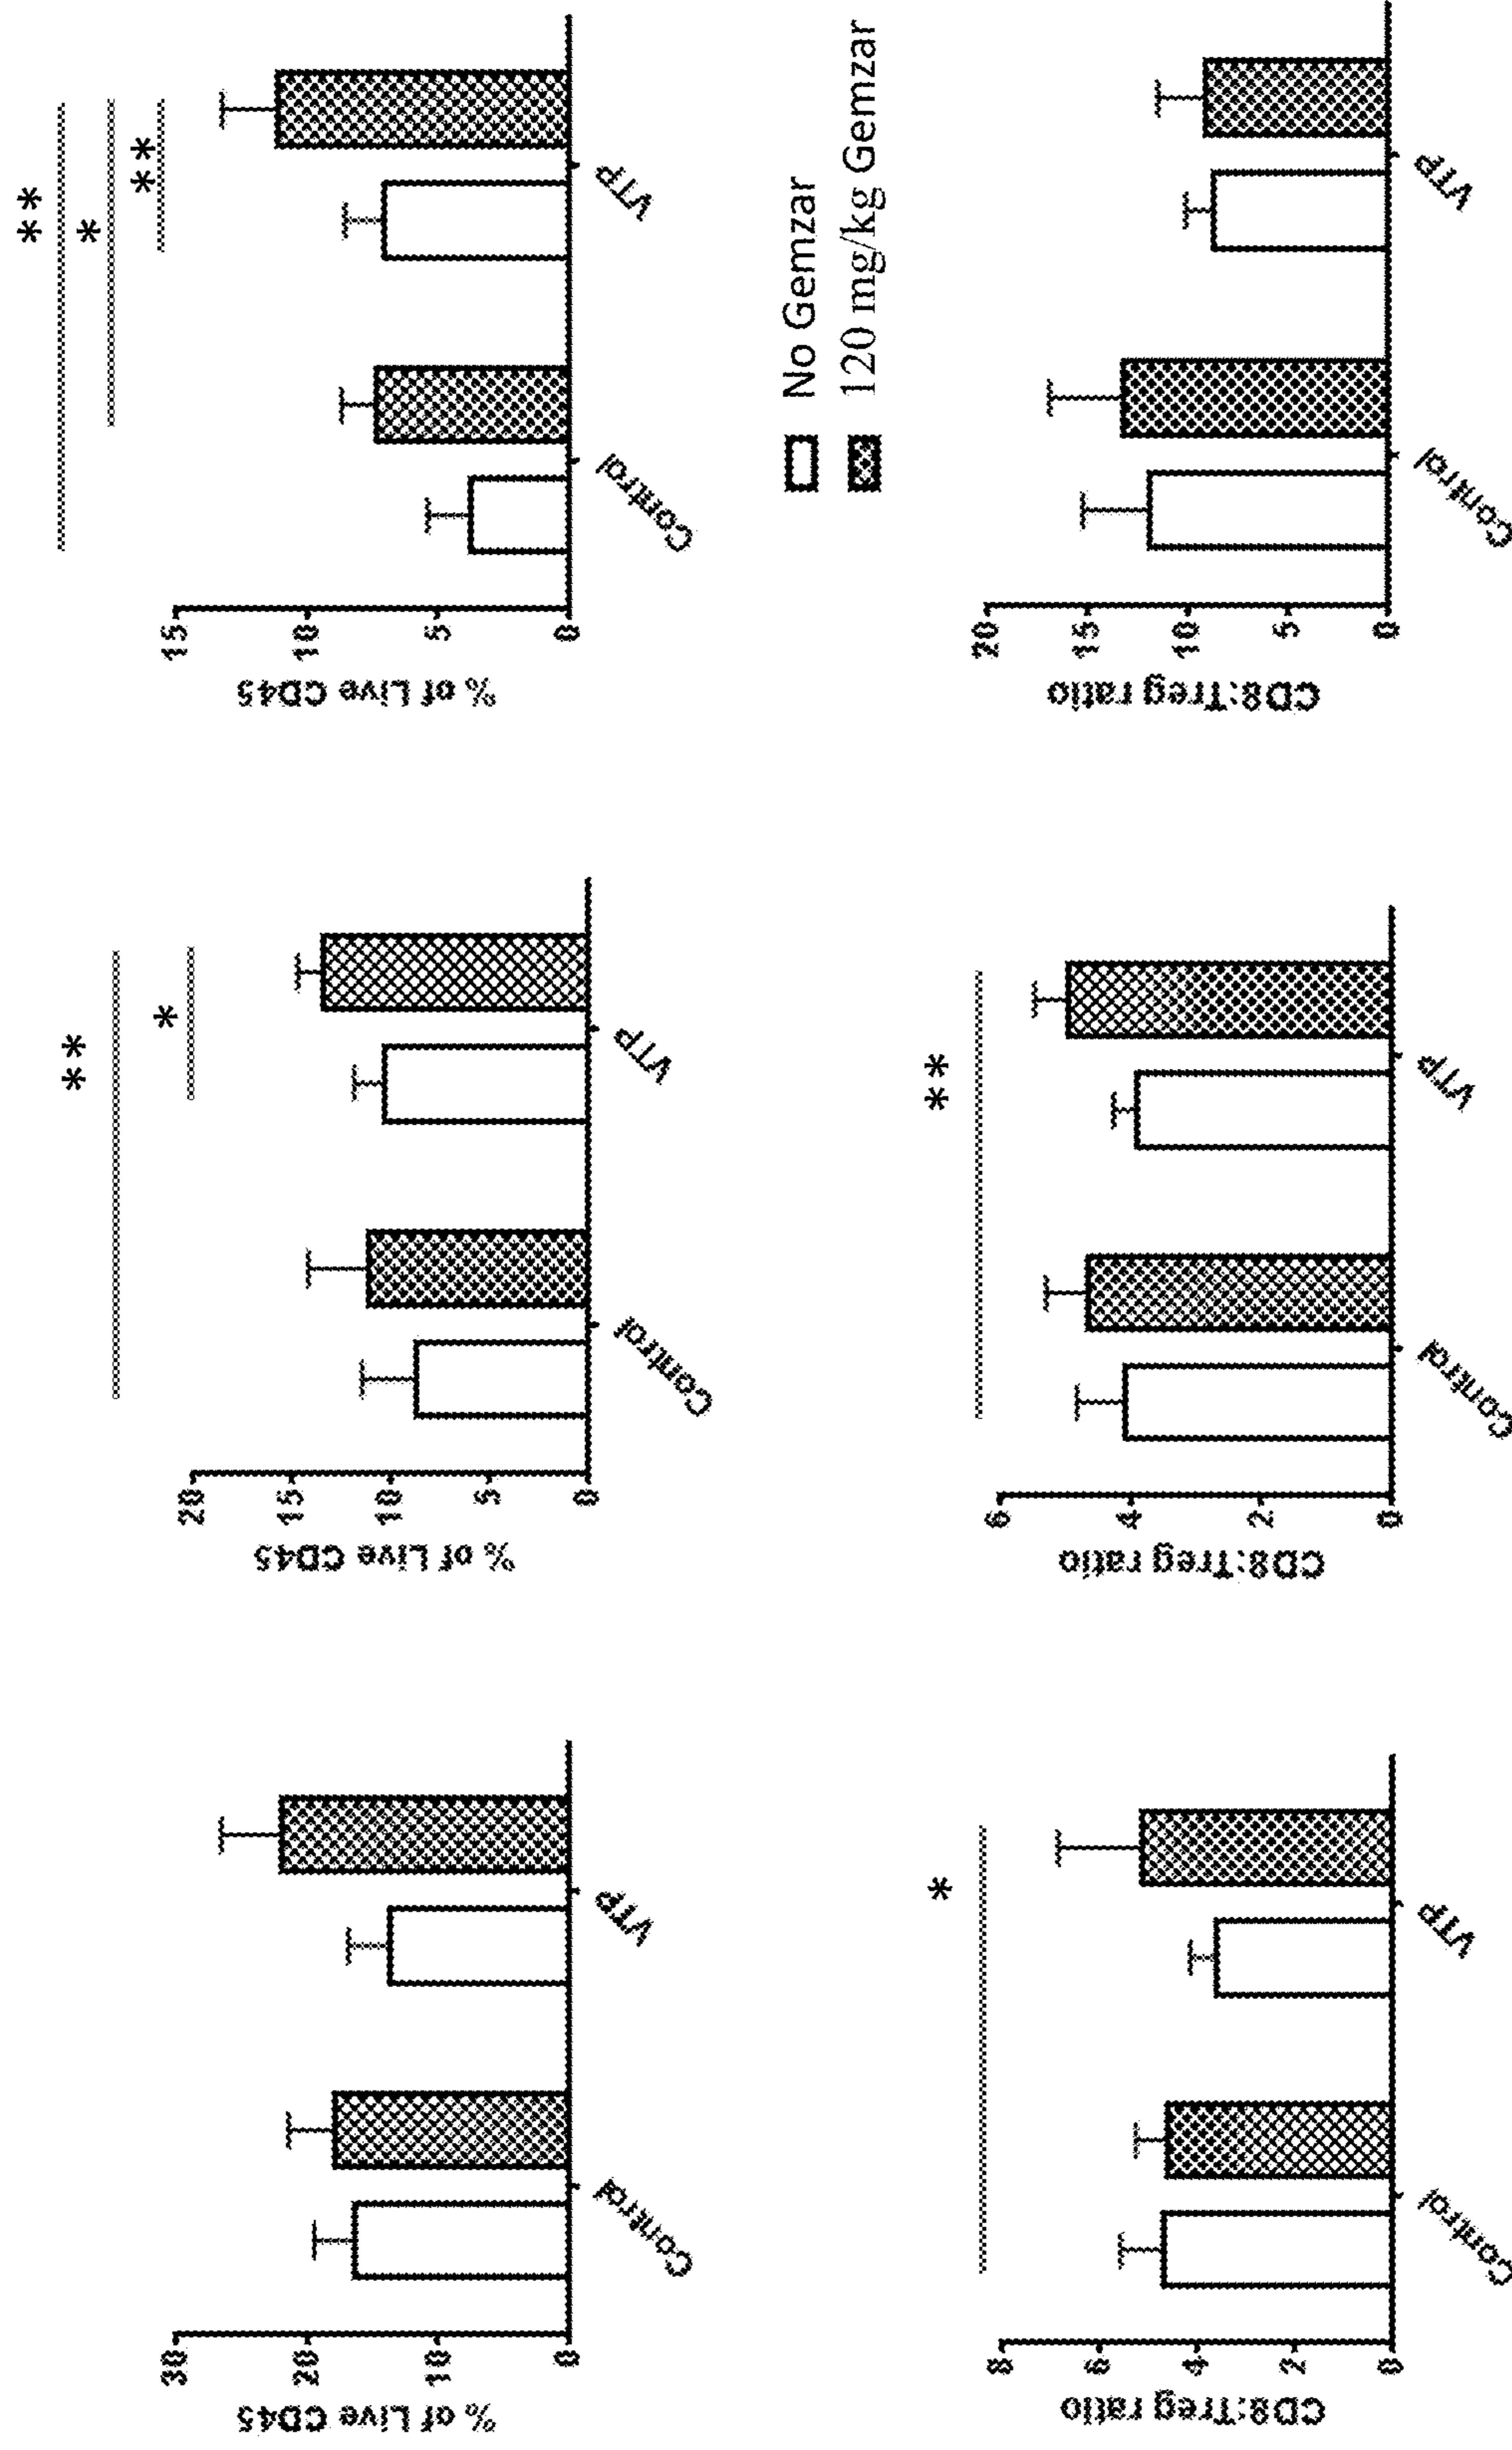 % of Live CD45
30
20
10
0
Control
VTP
**
*
% of Live CD45
20
15
10
5
0
Control
VTP
**
*
**
% of Live CD45
15
10
5
0
Control
VTP
No Gemzar
120 mg/kg Gemzar
*
CD8:Treg ratio
8
6
4
2
0
Control
VTP
**
CD8:Treg ratio
6
4
2
0
Control
VTP
CD8:Treg ratio
20
15
10
5
0
Control
VTP